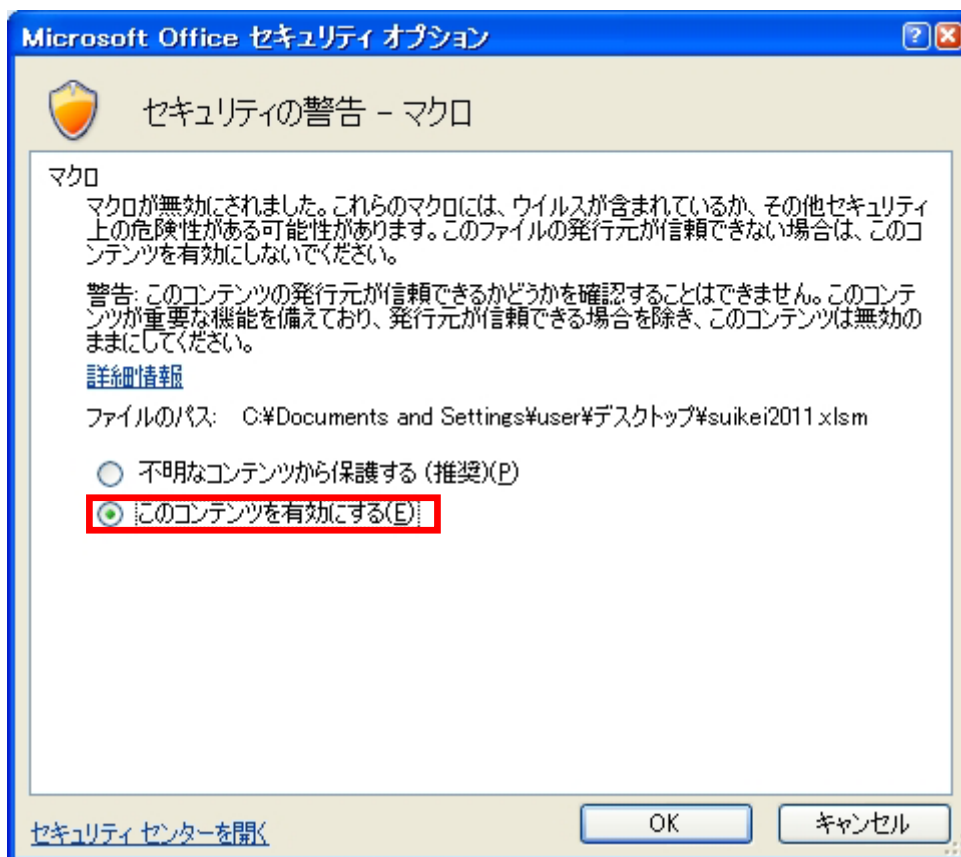 Microsoft Office セキュリティ オプション
セキュリティの警告 - マクロ
マクロ
マクロが無効にされました。これらのマクロには、ウイルスが含まれているか、その他セキュリティ
上の危険性がある可能性があります。このファイルの発行元が信頼できない場合は、このコ
ンテンツを有効にしないでください。
警告: このコンテンツの発行元が信頼できるかどうかを確認することはできません。このコンテ
ンツが重要な機能を備えており、発行元が信頼できる場合を除き、このコンテンツは無効の
ままにしてください。
詳細情報
ファイルのパス: C:¥Documents and Settings¥user¥デスクトップ¥suikei2011.xlsm
不明なコンテンツから保護する (推奨)(P)
このコンテンツを有効にする(E)
セキュリティ センターを開く
OK
キャンセル